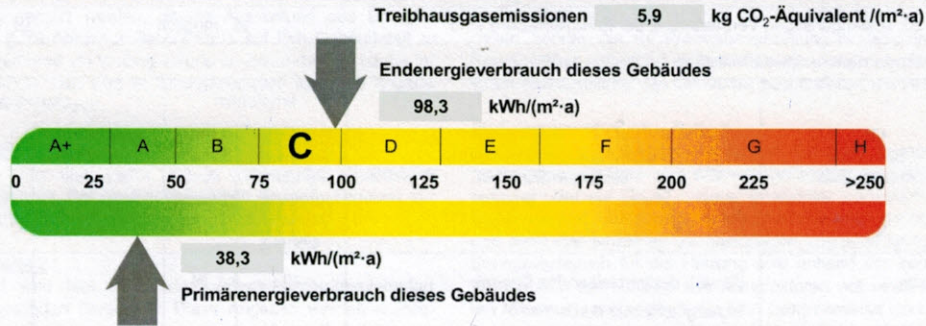 Treibhausgasemissionen 5,9 kg CO₂-Äquivalent /(m²·a)
Endenergieverbrauch dieses Gebäudes
98,3 kWh/(m²·a)
A+ A B C D E F G H
0 25 50 75 100 125 150 175 200 225 >250
38,3 kWh/(m²·a)
Primärenergieverbrauch dieses Gebäudes